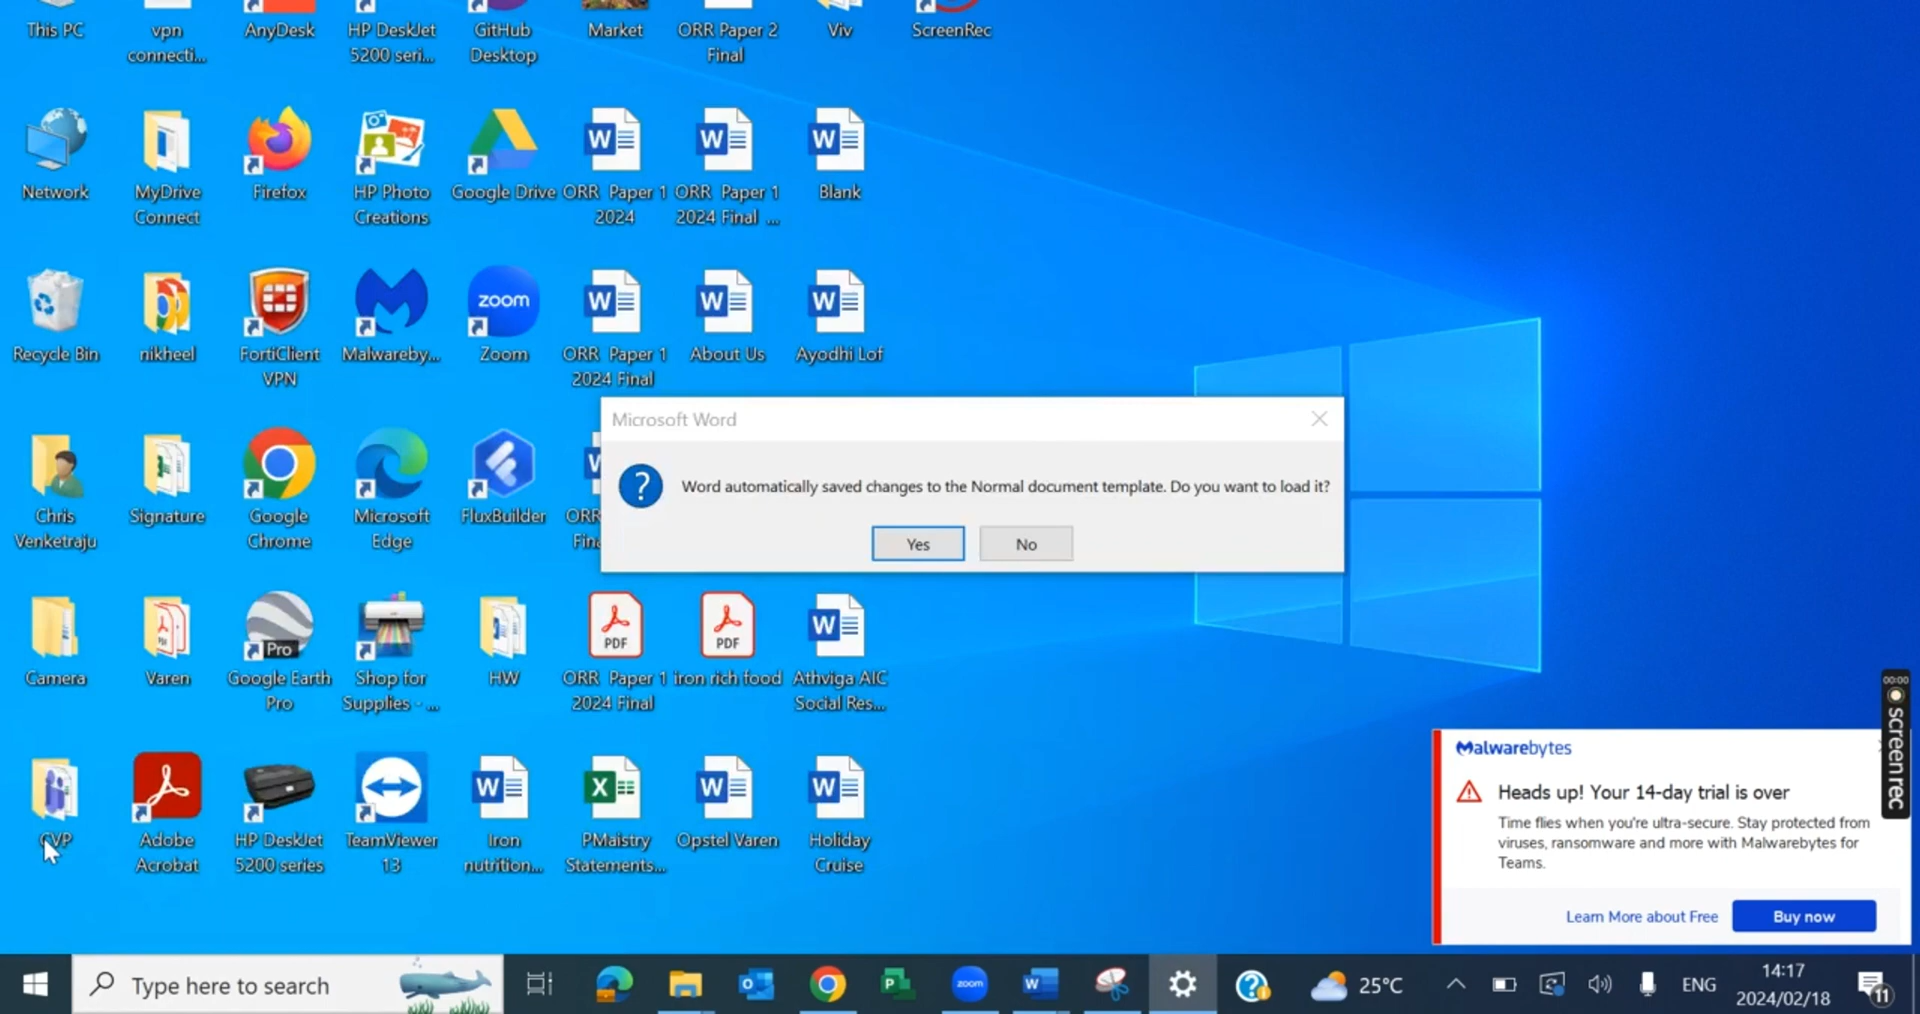 This PC
vpn
connecti...
AnyDesk
HP DeskJet
5200 seri...
GitHub
Desktop
Market
ORR Paper 2
Final
Viv
ScreenRec
Network
MyDrive
Connect
Firefox
HP Photo
Creations
Google Drive
ORR Paper 1
2024
ORR Paper 1
2024 Final ...
Blank
Recycle Bin
nikheel
FortiClient
VPN
Malwareby...
zoom
Zoom
ORR Paper 1
2024 Final
About Us
Ayodhi Lof
Microsoft Word
Word automatically saved changes to the Normal document template. Do you want to load it?
Yes
No
Chris
Venketraju
Signature
Google
Chrome
Microsoft
Edge
FluxBuilder
ORR
Camera
Varen
Pro
Google Earth
Pro
Shop for
Supplies - ...
HW
PDF
ORR Paper 1
2024 Final
PDF
iron rich food
Athviga AIC
Social Res...
CVP
Adobe
Acrobat
HP DeskJet
5200 series
TeamViewer
13
Iron
nutrition...
PMaistry
Statements...
Opstel Varen
Holiday
Cruise
00:00
screenrec
Malwarebytes
Heads up! Your 14-day trial is over
Time flies when you're ultra-secure. Stay protected from
viruses, ransomware and more with Malwarebytes for
Teams.
Learn More about Free
Buy now
Type here to search
zoom
25°C
ENG
14:17
2024/02/18
11